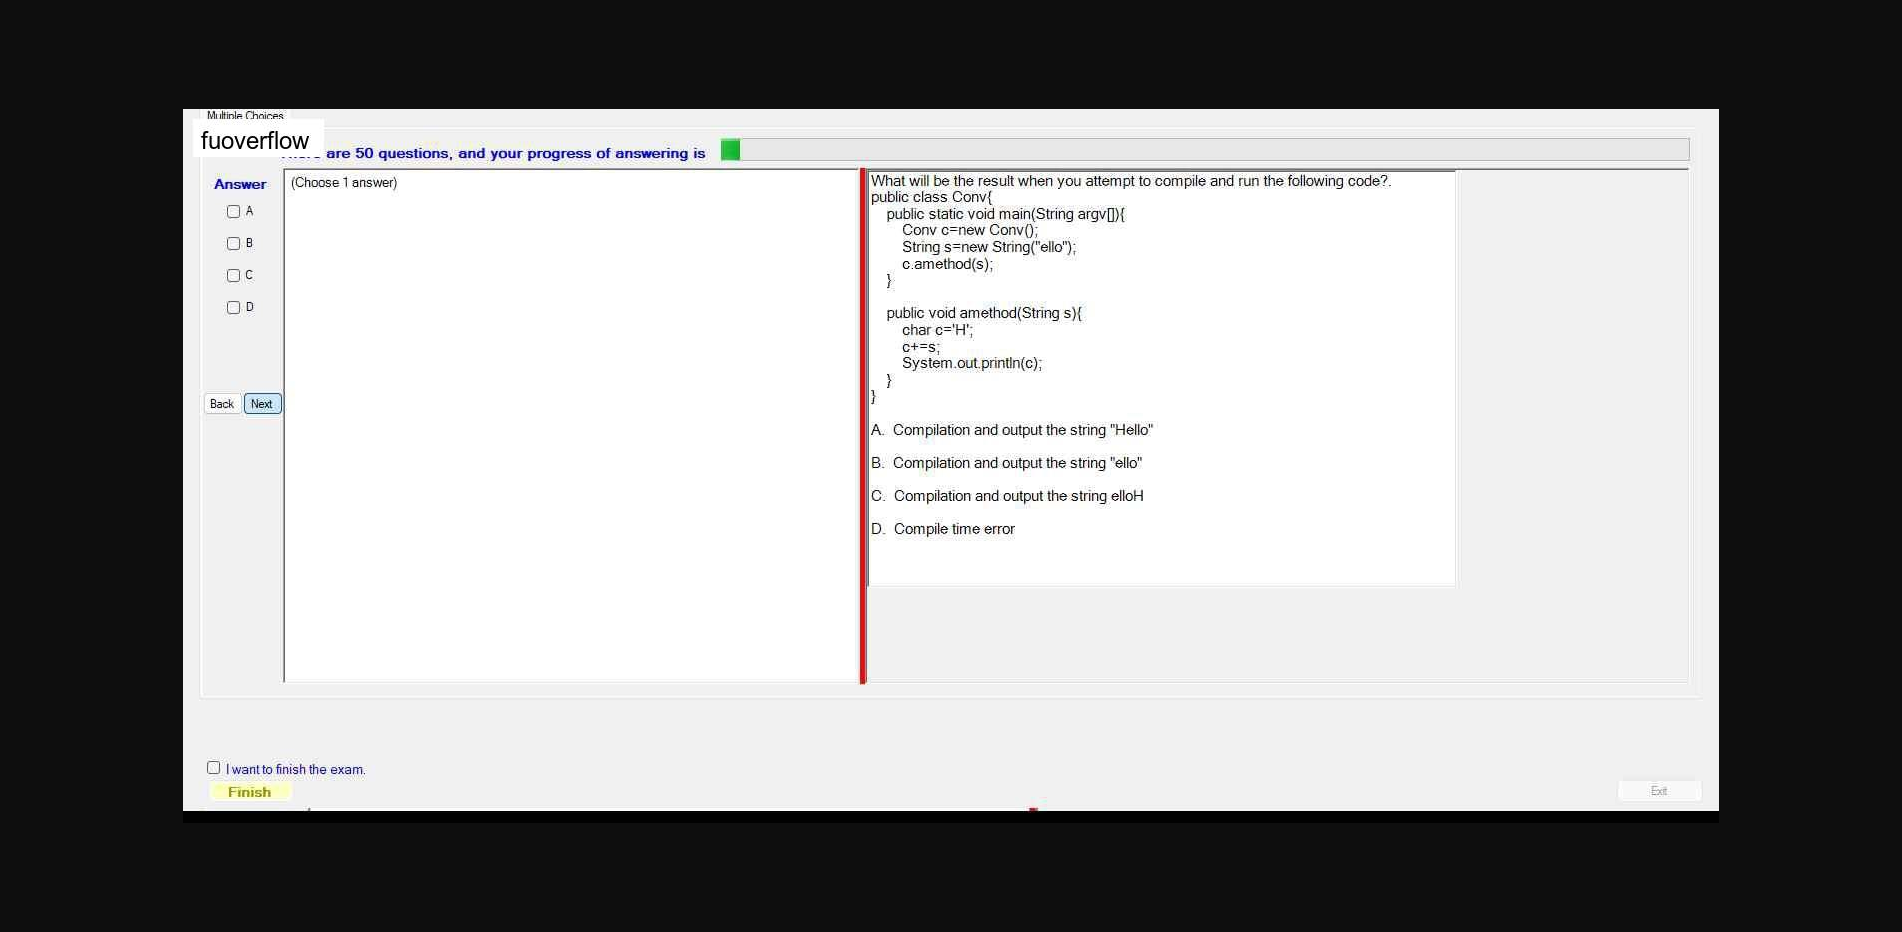 Multiple Choices
fuoverflow
are 50 questions, and your progress of answering is
Answer
(Choose 1 answer)
A
B
C
D
Back
Next
What will be the result when you attempt to compile and run the following code?.
public class Conv{
public static void main(String argv[]){
Conv c=new Conv();
String s=new String("ello");
c.amethod(s);
}
public void amethod(String s){
char c='H';
c+=s;
System.out.println(c);
}
}
A. Compilation and output the string "Hello"
B. Compilation and output the string "ello"
C. Compilation and output the string elloH
D. Compile time error
I want to finish the exam.
Finish
Exit